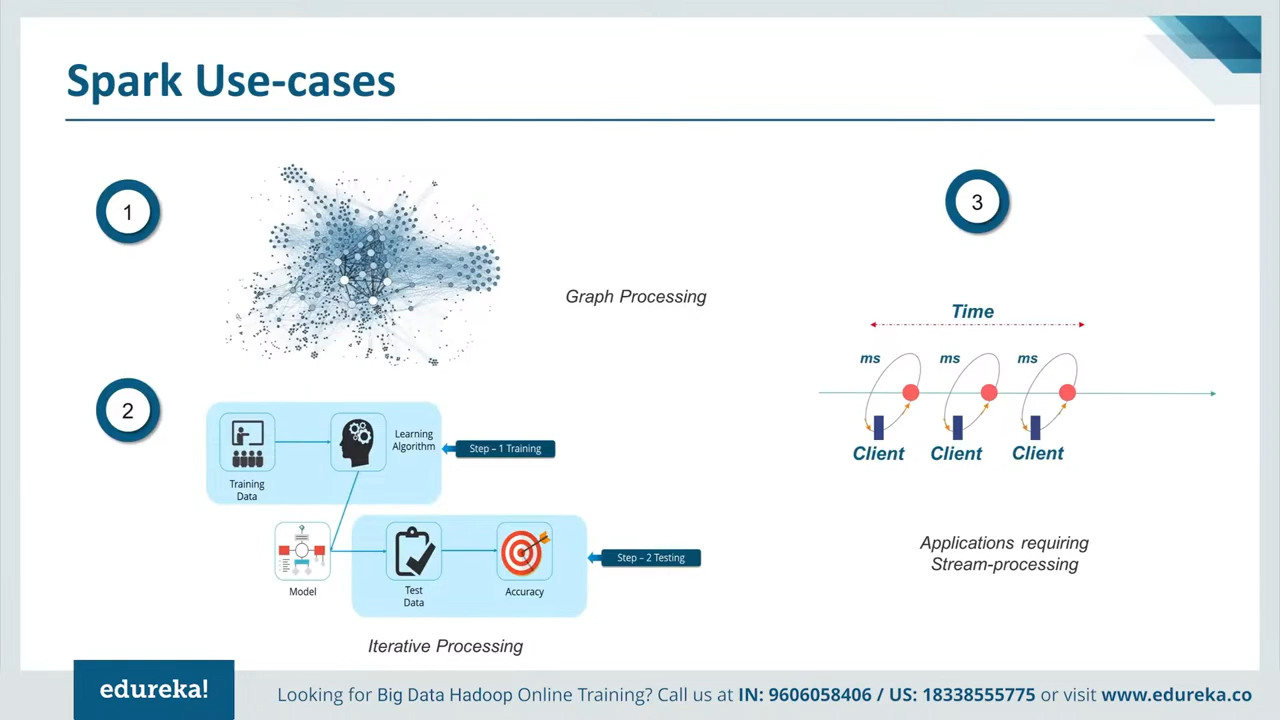 Spark Use-cases
1
Graph Processing
2
Training
Data
Learning
Algorithm
Step – 1 Training
Model
Test
Data
Accuracy
Step – 2 Testing
Iterative Processing
3
Time
ms
ms
ms
Client
Client
Client
Applications requiring
Stream-processing
edureka!
Looking for Big Data Hadoop Online Training? Call us at IN: 9606058406 / US: 18338555775 or visit www.edureka.co